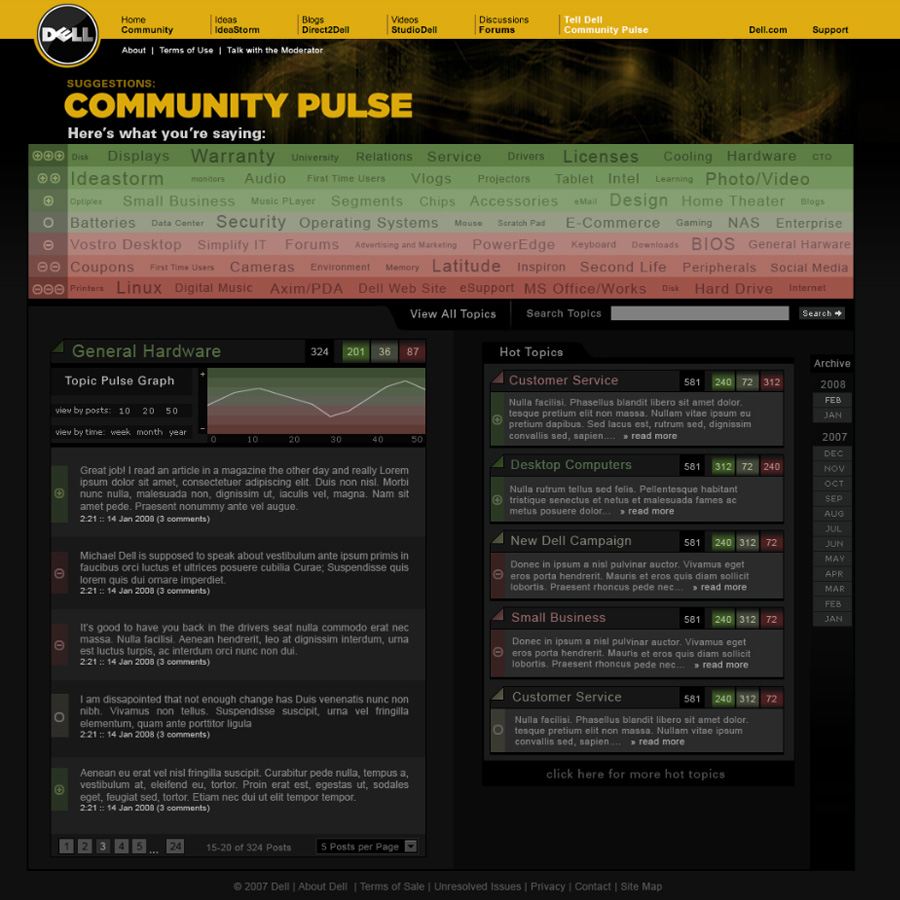 DELL
Home Ideas Blogs Videos Discussions Tell Dell
Community IdeaStorm Direct2Dell StudioDell Forums Community Pulse Dell.com Support
About | Terms of Use | Talk with the Moderator
SUGGESTIONS:
COMMUNITY PULSE
Here's what you're saying:
Disk Displays Warranty University Relations Service Drivers Licenses Cooling Hardware CTO
Ideastorm monitors Audio First Time Users Vlogs Projectors Tablet Intel Learning Photo/Video
Optiplex Small Business Music PLayer Segments Chips Accessories eMail Design Home Theater Blogs
Batteries Data Center Security Operating Systems Mouse Scratch Pad E-Commerce Gaming NAS Enterprise
Vostro Desktop Simplify IT Forums Advertising and Marketing PowerEdge Keyboard Downloads BIOS General Harware
Coupons First Time Users Cameras Environment Memory Latitude Inspiron Second Life Peripherals Social Media
Printers Linux Digital Music Axim/PDA Dell Web Site eSupport MS Office/Works Disk Hard Drive Internet
View All Topics Search Topics Search
General Hardware 324 201 36 87
Topic Pulse Graph
view by posts: 10 20 50
view by time: week month year
+
−
0 10 20 30 40 50
Great job! I read an article in a magazine the other day and really Lorem
ipsum dolor sit amet, consectetuer adipiscing elit. Duis non nisl. Morbi
nunc nulla, malesuada non, dignissim ut, iaculis vel, magna. Nam sit
amet pede. Praesent nonummy ante vel augue.
2:21 :: 14 Jan 2008 (3 comments)
Michael Dell is supposed to speak about vestibulum ante ipsum primis in
faucibus orci luctus et ultrices posuere cubilia Curae; Suspendisse quis
lorem quis dui ornare imperdiet.
2:21 :: 14 Jan 2008 (3 comments)
It's good to have you back in the drivers seat nulla commodo erat nec
massa. Nulla facilisi. Aenean hendrerit, leo at dignissim interdum, urna
est luctus turpis, ac interdum orci nunc non dui.
2:21 :: 14 Jan 2008 (3 comments)
I am dissapointed that not enough change has Duis venenatis nunc non
nibh. Vivamus non tellus. Suspendisse suscipit, urna vel fringilla
elementum, quam ante porttitor ligula
2:21 :: 14 Jan 2008 (3 comments)
Aenean eu erat vel nisl fringilla suscipit. Curabitur pede nulla, tempus a,
vestibulum at, eleifend eu, tortor. Proin erat est, egestas ut, sodales
eget, feugiat sed, tortor. Etiam nec dui ut elit tempor tempor.
2:21 :: 14 Jan 2008 (3 comments)
1 2 3 4 5 ... 24 15-20 of 324 Posts 5 Posts per Page
Hot Topics
Customer Service 581 240 72 312
Nulla facilisi. Phasellus blandit libero sit amet dolor.
tesque pretium elit non massa. Nullam vitae ipsum eu
pretium dapibus. Sed lacus est, rutrum sed, dignissim
convallis sed, sapien.... » read more
Desktop Computers 581 312 72 240
Nulla rutrum tellus sed felis. Pellentesque habitant
tristique senectus et netus et malesuada fames ac
metus posuere dolor... » read more
New Dell Campaign 581 240 312 72
Donec in ipsum a nisl pulvinar auctor. Vivamus eget
eros porta hendrerit. Mauris et eros quis diam sollicit
lobortis. Praesent rhoncus pede nec... » read more
Small Business 581 240 312 72
Donec in ipsum a nisl pulvinar auctor. Vivamus eget
eros porta hendrerit. Mauris et eros quis diam sollicit
lobortis. Praesent rhoncus pede nec... » read more
Customer Service 581 240 312 72
Nulla facilisi. Phasellus blandit libero sit amet dolor.
tesque pretium elit non massa. Nullam vitae ipsum
convallis sed, sapien.... » read more
click here for more hot topics
Archive
2008
FEB
JAN
2007
DEC
NOV
OCT
SEP
AUG
JUL
JUN
MAY
APR
MAR
FEB
JAN
© 2007 Dell | About Dell | Terms of Sale | Unresolved Issues | Privacy | Contact | Site Map